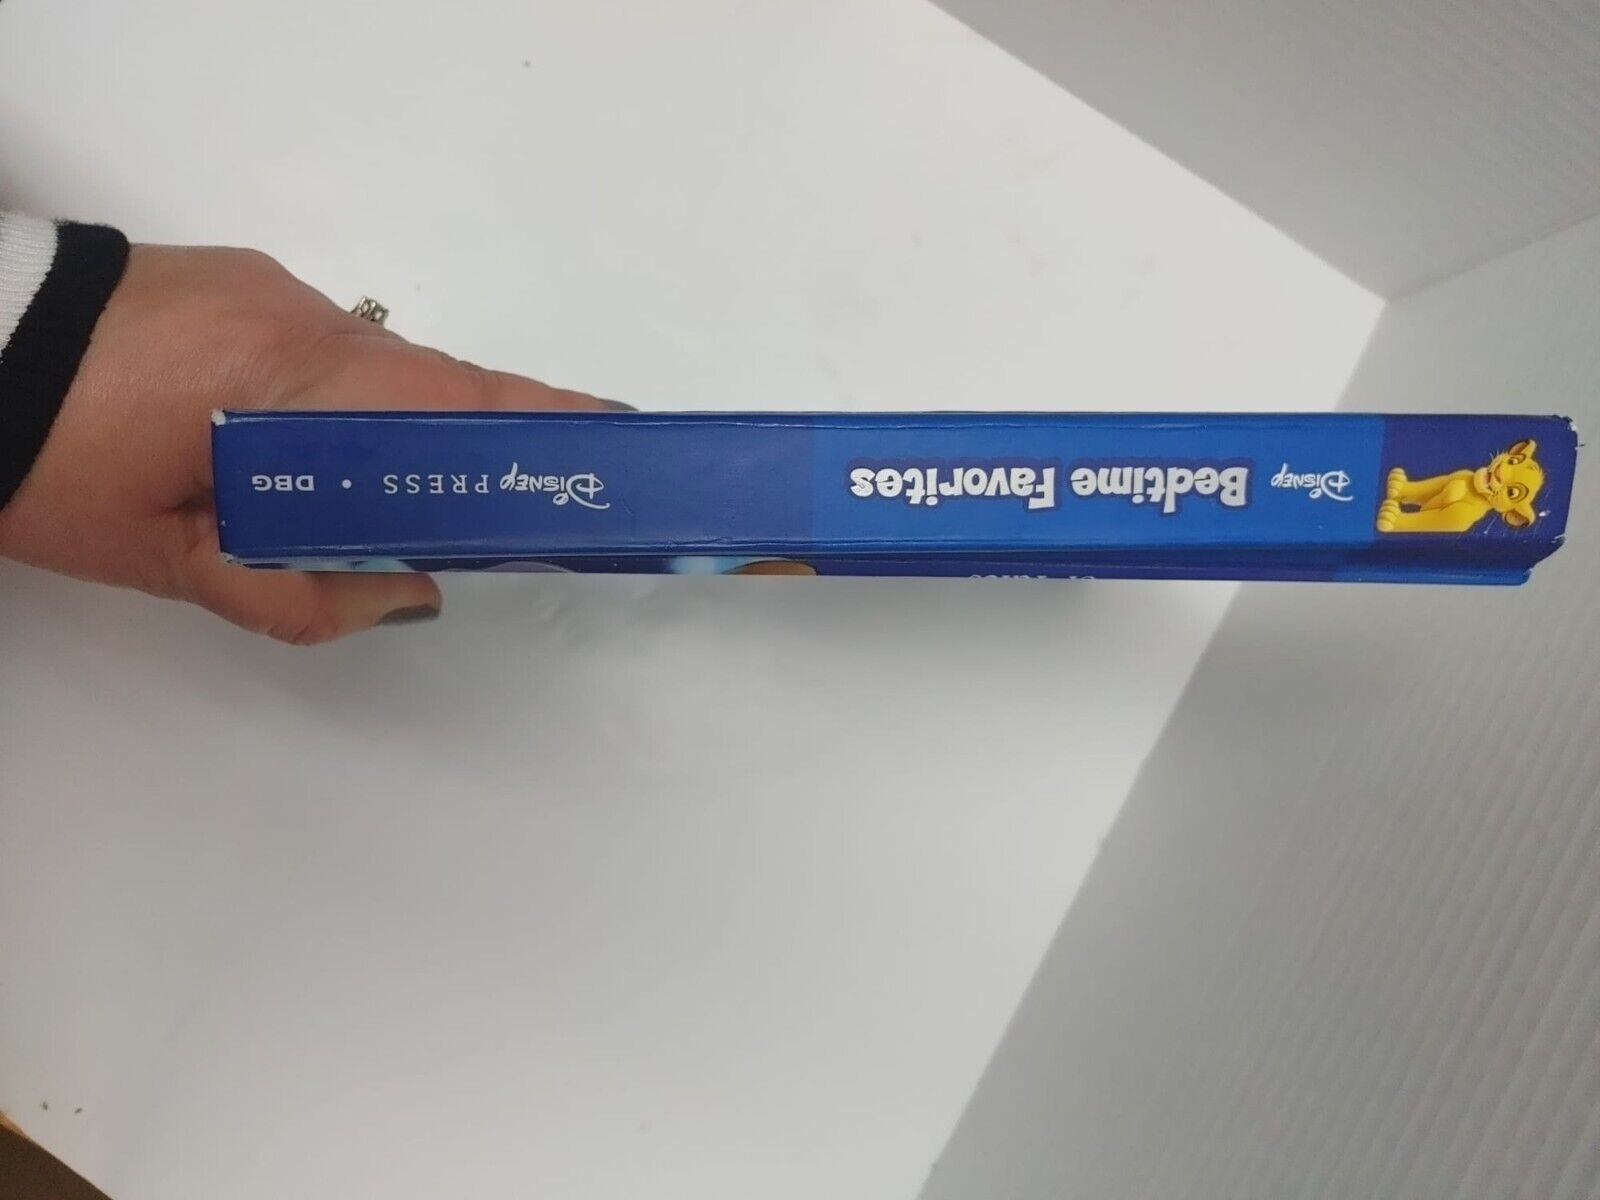 Disney
Bedtime Favorites
Disney PRESS • DBG